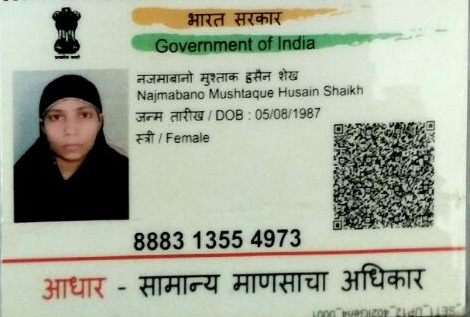 भारत सरकार
Government of India
नजमाबानो मुश्ताक हुसैन शेख
Najmabano Mushtaque Husain Shaikh
जन्म तारीख / DOB : 05/08/1987
स्त्री / Female
8883 1355 4973
आधार - सामान्य माणसाचा अधिकार